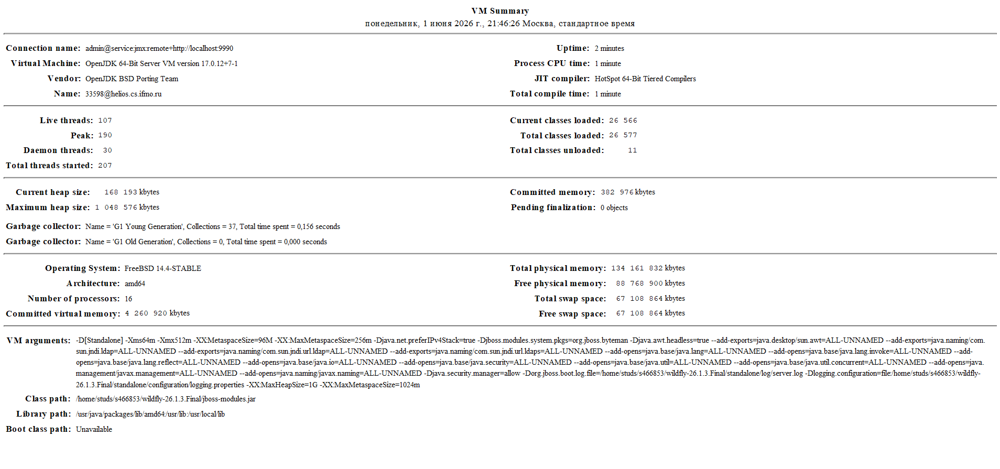 VM Summary
понедельник, 1 июня 2026 г., 21:46:26 Москва, стандартное время
Connection name: admin@service:jmx:remote+http://localhost:9990
Uptime: 2 minutes
Virtual Machine: OpenJDK 64-Bit Server VM version 17.0.12+7-1
Process CPU time: 1 minute
Vendor: OpenJDK BSD Porting Team
JIT compiler: HotSpot 64-Bit Tiered Compilers
Name: 33598@helios.cs.ifmo.ru
Total compile time: 1 minute
Live threads: 107
Current classes loaded: 26 566
Peak: 190
Total classes loaded: 26 577
Daemon threads: 30
Total classes unloaded: 11
Total threads started: 207
Current heap size: 168 193 kbytes
Committed memory: 382 976 kbytes
Maximum heap size: 1 048 576 kbytes
Pending finalization: 0 objects
Garbage collector: Name = 'G1 Young Generation', Collections = 37, Total time spent = 0,156 seconds
Garbage collector: Name = 'G1 Old Generation', Collections = 0, Total time spent = 0,000 seconds
Operating System: FreeBSD 14.4-STABLE
Total physical memory: 134 161 832 kbytes
Architecture: amd64
Free physical memory: 88 768 900 kbytes
Number of processors: 16
Total swap space: 67 108 864 kbytes
Committed virtual memory: 4 260 920 kbytes
Free swap space: 67 108 864 kbytes
VM arguments: -D[Standalone] -Xms64m -Xmx512m -XX:MetaspaceSize=96M -XX:MaxMetaspaceSize=256m -Djava.net.preferIPv4Stack=true -Djboss.modules.system.pkgs=org.jboss.byteman -Djava.awt.headless=true --add-exports=java.desktop/sun.awt=ALL-UNNAMED --add-exports=java.naming/com.
sun.jndi.ldap=ALL-UNNAMED --add-exports=java.naming/com.sun.jndi.url.ldap=ALL-UNNAMED --add-exports=java.naming/com.sun.jndi.url.ldaps=ALL-UNNAMED --add-opens=java.base/java.lang=ALL-UNNAMED --add-opens=java.base/java.lang.invoke=ALL-UNNAMED --add-
opens=java.base/java.lang.reflect=ALL-UNNAMED --add-opens=java.base/java.io=ALL-UNNAMED --add-opens=java.base/java.security=ALL-UNNAMED --add-opens=java.base/java.util=ALL-UNNAMED --add-opens=java.base/java.util.concurrent=ALL-UNNAMED --add-opens=java.
management/javax.management=ALL-UNNAMED --add-opens=java.naming/javax.naming=ALL-UNNAMED -Djava.security.manager=allow -Dorg.jboss.boot.log.file=/home/studs/s466853/wildfly-26.1.3.Final/standalone/log/server.log -Dlogging.configuration=file:/home/studs/s466853/wildfly-
26.1.3.Final/standalone/configuration/logging.properties -XX:MaxHeapSize=1G -XX:MaxMetaspaceSize=1024m
Class path: /home/studs/s466853/wildfly-26.1.3.Final/jboss-modules.jar
Library path: /usr/java/packages/lib/amd64:/usr/lib:/usr/local/lib
Boot class path: Unavailable